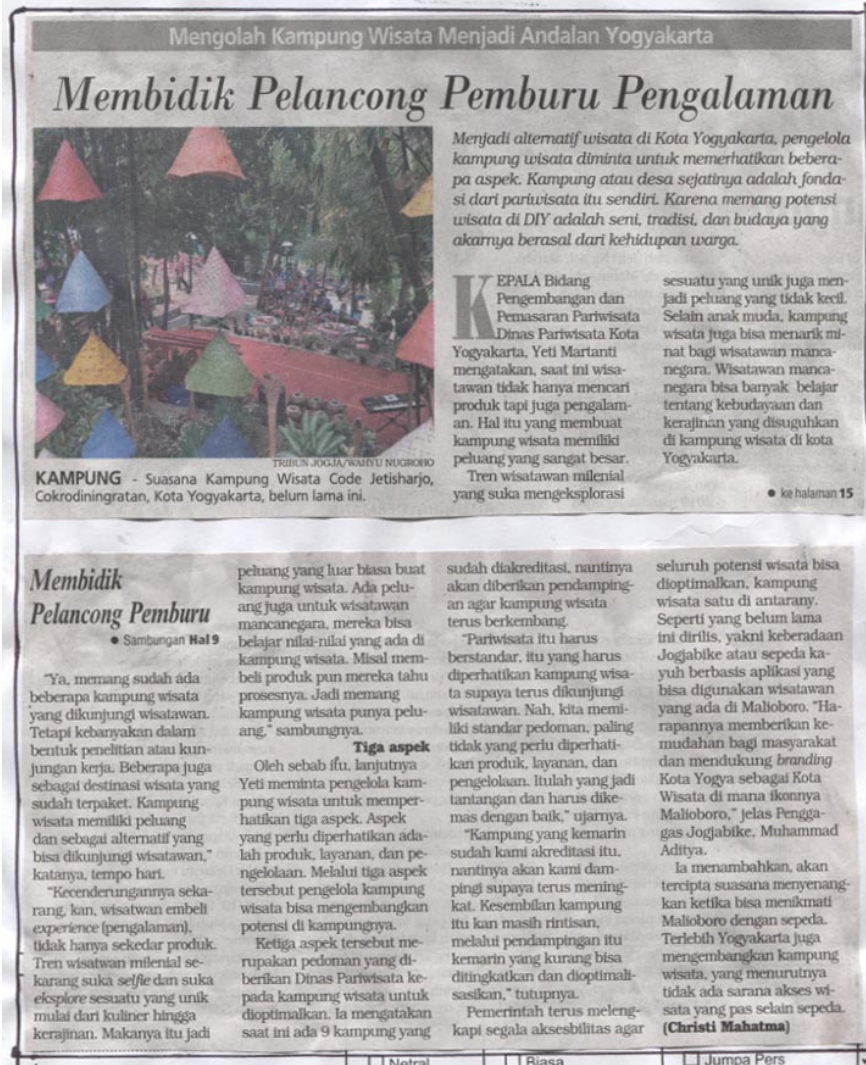 Mengolah Kampung Wisata Menjadi Andalan Yogyakarta
Membidik Pelancong Pemburu Pengalaman
Menjadi alternatif wisata di Kota Yogyakarta, pengelola
kampung wisata diminta untuk memerhatikan bebera-
pa aspek. Kampung atau desa sejatinya adalah fonda-
si dari pariwisata itu sendiri. Karena memang potensi
wisata di DIY adalah seni, tradisi, dan budaya yang
akarnya berasal dari kehidupan warga.
TRIBUN JOGJA/WAHYU NUGROHO
KAMPUNG - Suasana Kampung Wisata Code Jetisharjo,
Cokrodiningratan, Kota Yogyakarta, belum lama ini.
KEPALA Bidang
Pengembangan dan
Pemasaran Pariwisata
Dinas Pariwisata Kota
Yogyakarta, Yeti Martanti
mengatakan, saat ini wisa-
tawan tidak hanya mencari
produk tapi juga pengalam-
an. Hal itu yang membuat
kampung wisata memiliki
peluang yang sangat besar.
Tren wisatawan milenial
yang suka mengeksplorasi
sesuatu yang unik juga men-
jadi peluang yang tidak kecil.
Selain anak muda, kampung
wisata juga bisa menarik mi-
nat bagi wisatawan manca-
negara. Wisatawan manca-
negara bisa banyak belajar
tentang kebudayaan dan
kerajinan yang disuguhkan
di kampung wisata di kota
Yogyakarta.
● ke halaman 15
Membidik
Pelancong Pemburu
● Sambungan Hal 9
"Ya, memang sudah ada
beberapa kampung wisata
yang dikunjungi wisatawan.
Tetapi kebanyakan dalam
bentuk penelitian atau kun-
jungan kerja. Beberapa juga
sebagai destinasi wisata yang
sudah terpaket. Kampung
wisata memiliki peluang
dan sebagai alternatif yang
bisa dikunjungi wisatawan,"
katanya, tempo hari.
"Kecenderungannya seka-
rang, kan, wisatwan embeli
experience (pengalaman),
tidak hanya sekedar produk.
Tren wisatwan milenial se-
karang suka selfie dan suka
eksplore sesuatu yang unik
mulai dari kuliner hingga
kerajinan. Makanya itu jadi
peluang yang luar biasa buat
kampung wisata. Ada pelu-
ang juga untuk wisatawan
mancanegara, mereka bisa
belajar nilai-nilai yang ada di
kampung wisata. Misal mem-
beli produk pun mereka tahu
prosesnya. Jadi memang
kampung wisata punya pelu-
ang," sambungnya.
Tiga aspek
Oleh sebab itu, lanjutnya
Yeti meminta pengelola kam-
pung wisata untuk memper-
hatikan tiga aspek. Aspek
yang perlu diperhatikan ada-
lah produk, layanan, dan pe-
ngelolaan. Melalui tiga aspek
tersebut pengelola kampung
wisata bisa mengembangkan
potensi di kampungnya.
Ketiga aspek tersebut me-
rupakan pedoman yang di-
berikan Dinas Pariwisata ke-
pada kampung wisata untuk
dioptimalkan. Ia mengatakan
saat ini ada 9 kampung yang
sudah diakreditasi, nantinya
akan diberikan pendamping-
an agar kampung wisata
terus berkembang.
"Pariwisata itu harus
berstandar, itu yang harus
diperhatikan kampung wisa-
ta supaya terus dikunjungi
wisatawan. Nah, kita memi-
liki standar pedoman, paling
tidak yang perlu diperhati-
kan produk, layanan, dan
pengelolaan. Itulah yang jadi
tantangan dan harus dike-
mas dengan baik," ujarnya.
"Kampung yang kemarin
sudah kami akreditasi itu,
nantinya akan kami dam-
pingi supaya terus mening-
kat. Kesembilan kampung
itu kan masih rintisan,
melalui pendampingan itu
kemarin yang kurang bisa
ditingkatkan dan dioptimali-
sasikan," tutupnya.
Pemerintah terus meleng-
kapi segala aksesbilitas agar
seluruh potensi wisata bisa
dioptimalkan, kampung
wisata satu di antarany.
Seperti yang belum lama
ini dirilis, yakni keberadaan
Jogjabike atau sepeda ka-
yuh berbasis aplikasi yang
bisa digunakan wisatawan
yang ada di Malioboro. "Ha-
rapannya memberikan ke-
mudahan bagi masyarakat
dan mendukung branding
Kota Yogya sebagai Kota
Wisata di mana ikonnya
Malioboro," jelas Pengga-
gas Jogjabike, Muhammad
Aditya.
Ia menambahkan, akan
tercipta suasana menyenang-
kan ketika bisa menikmati
Malioboro dengan sepeda.
Terlebih Yogyakarta juga
mengembangkan kampung
wisata, yang menurutnya
tidak ada sarana akses wi-
sata yang pas selain sepeda.
(Christi Mahatma)
Netral
Biasa
Jumpa Pers